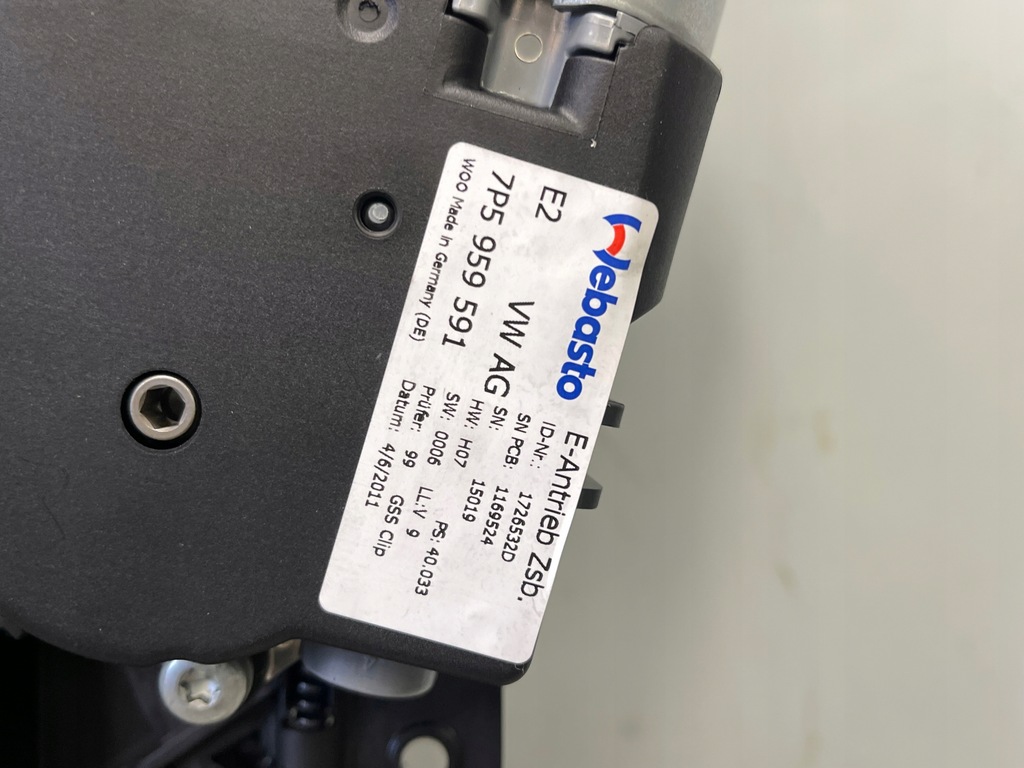 Webasto E-Antrieb Zsb.
E2 ID-Nr.: 1726532D
VW AG SN PCB: 1169524
SN: 15019
7P5 959 591 HW: H07 PS: 40.033
SW: 0006 LL:V 9
W00 Made in Germany (DE) Prüfer: 99 GSS Clip
Datum: 4/6/2011